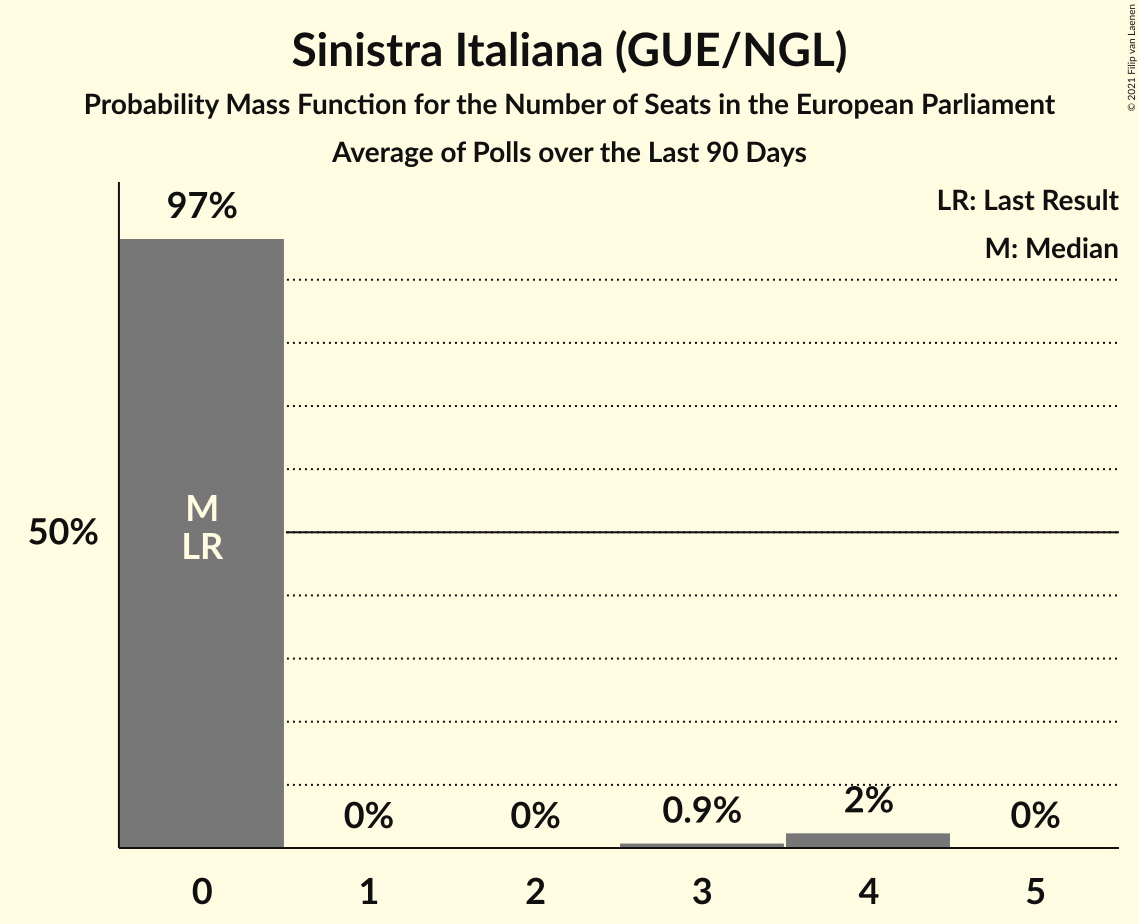 Sinistra Italiana (GUE/NGL)
Probability Mass Function for the Number of Seats in the European Parliament
Average of Polls over the Last 90 Days
© 2021 Filip van Laenen
LR: Last Result
M: Median
97%
50%
M
LR
0%
0%
0.9%
2%
0%
0
1
2
3
4
5